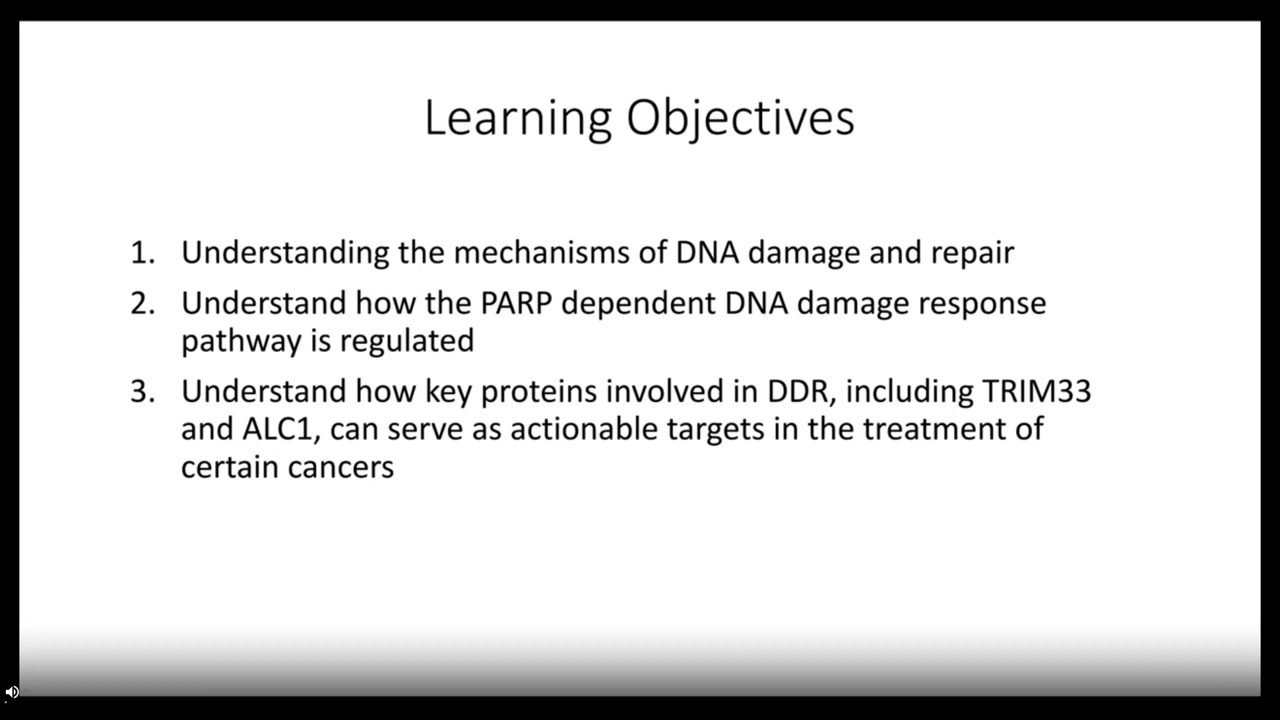 Learning Objectives
1. Understanding the mechanisms of DNA damage and repair
2. Understand how the PARP dependent DNA damage response
pathway is regulated
3. Understand how key proteins involved in DDR, including TRIM33
and ALC1, can serve as actionable targets in the treatment of
certain cancers